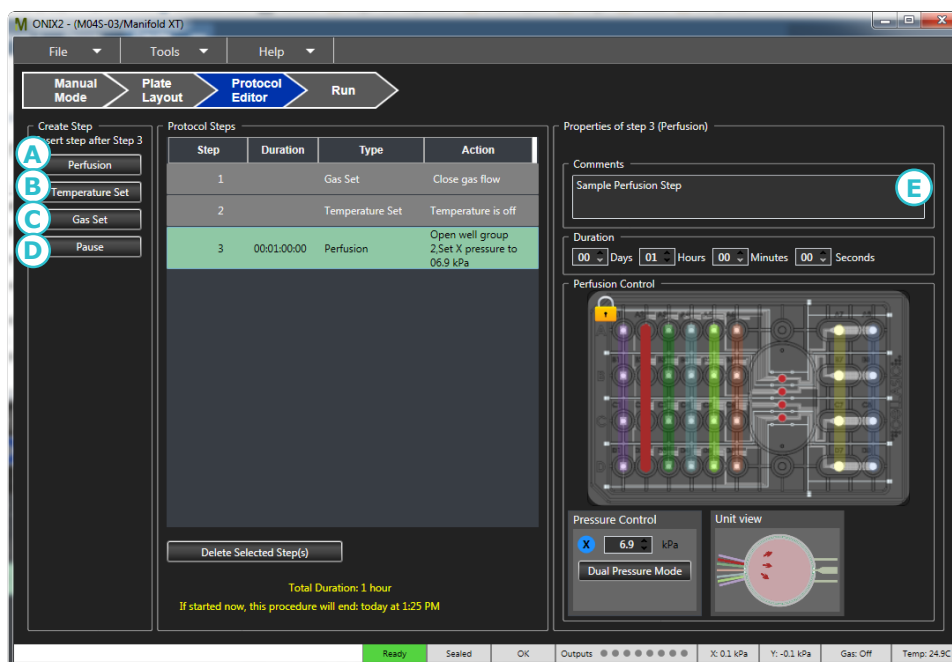 ONIX2 - (M04S-03/Manifold XT)
File Tools Help
Manual Mode
Plate Layout
Protocol Editor
Run
Create Step
Insert step after Step 3
A
Perfusion
B
Temperature Set
C
Gas Set
D
Pause
Protocol Steps
Step Duration Type Action
1 Gas Set Close gas flow
2 Temperature Set Temperature is off
3 00:01:00:00 Perfusion Open well group
2,Set X pressure to
06.9 kPa
Delete Selected Step(s)
Total Duration: 1 hour
If started now, this procedure will end: today at 1:25 PM
Properties of step 3 (Perfusion)
Comments
Sample Perfusion Step
E
Duration
00 Days 01 Hours 00 Minutes 00 Seconds
Perfusion Control
A
B
C
D
Pressure Control
X 6.9 kPa
Dual Pressure Mode
Unit view
Ready Sealed OK Outputs X: 0.1 kPa Y: -0.1 kPa Gas: Off Temp: 24.9C